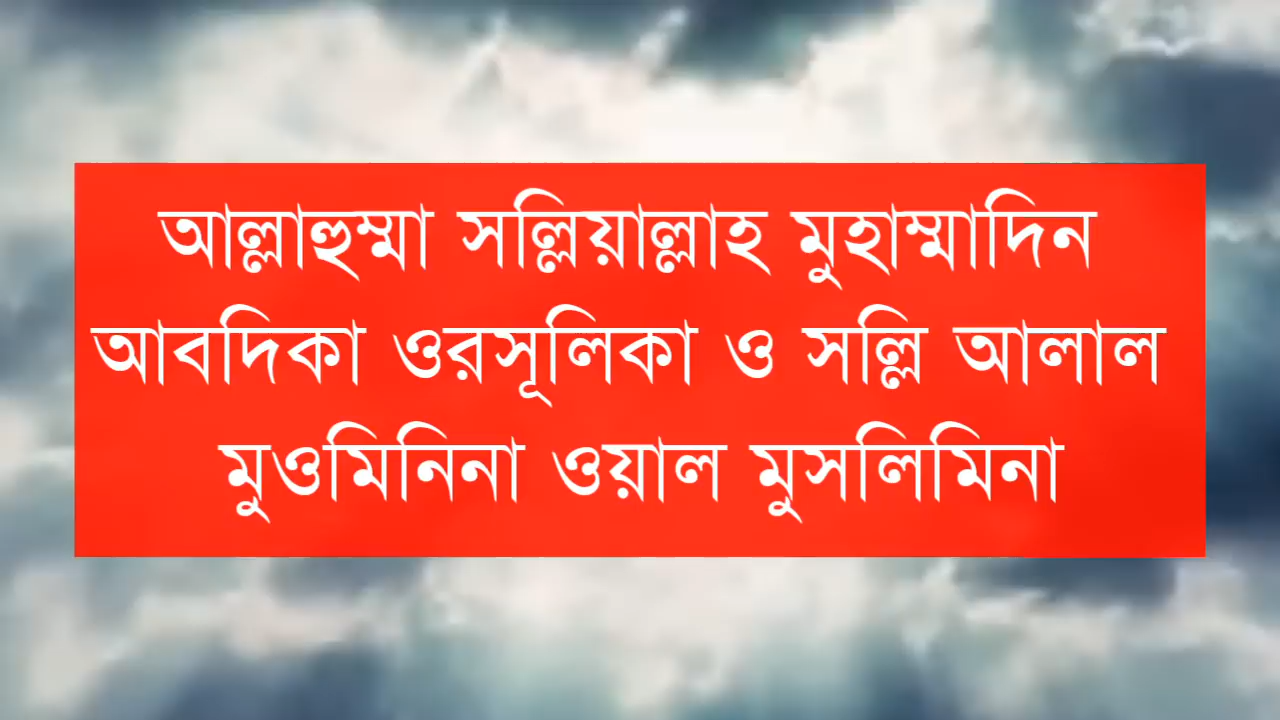 আল্লাহুম্মা সল্লিয়াল্লাহ মুহাম্মাদিন
আবদিকা ওরসূলিকা ও সল্লি আলাল
মুওমিনিনা ওয়াল মুসলিমিনা